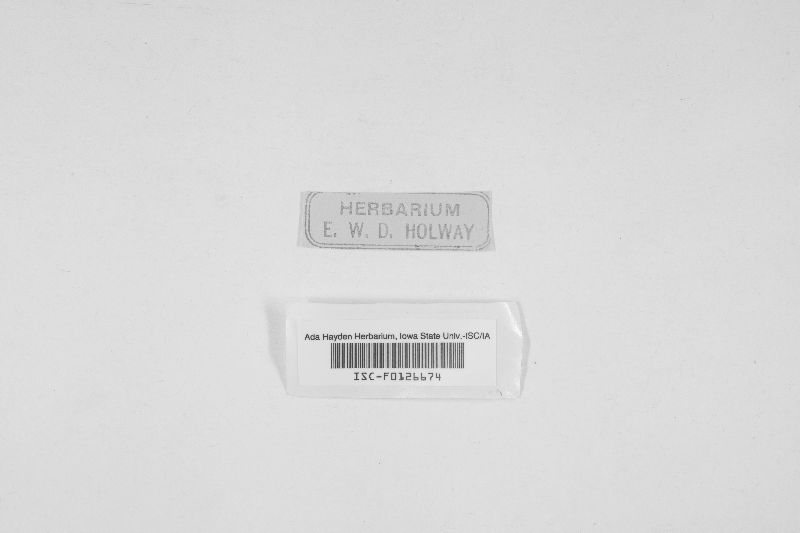 HERBARIUM
E. W. D. HOLWAY
Ada Hayden Herbarium, Iowa State Univ.-ISC/IA
ISC-F0126674